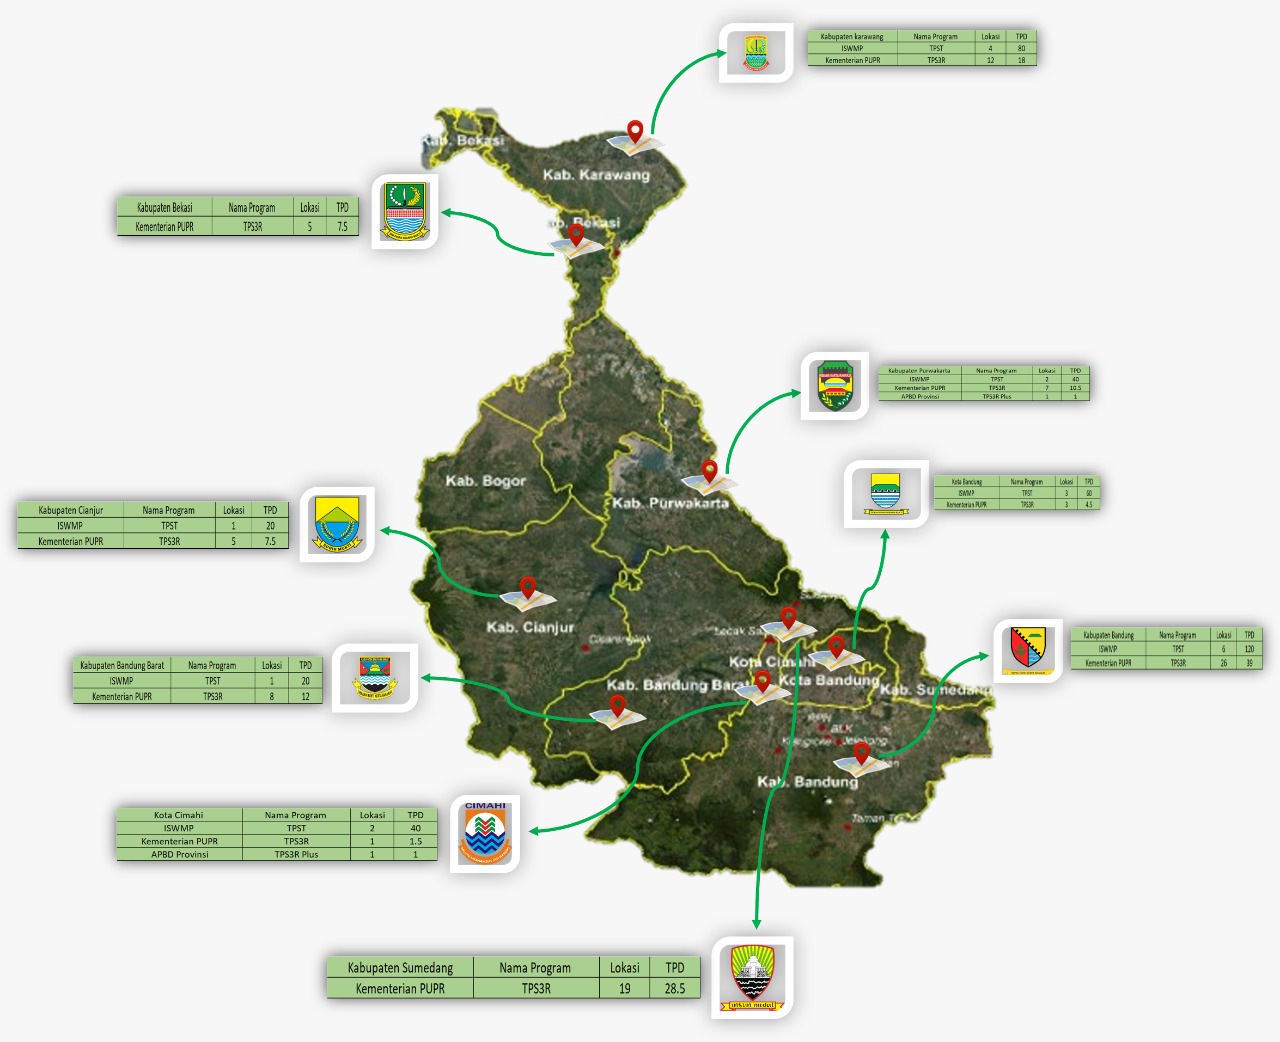 Kabupaten karawang Nama Program Lokasi TPD
ISWMP TPST 4 80
Kementerian PUPR TPS3R 12 18
Kab. Bekasi
Kab. Karawang
Kabupaten Bekasi Nama Program Lokasi TPD
Kementerian PUPR TPS3R 5 7.5
ab. Bekasi
Kabupaten Purwakarta Nama Program Lokasi TPD
ISWMP TPST 2 40
Kementerian PUPR TPS3R 7 10.5
APBD Provinsi TPS3R Plus 1 1
Kab. Bogor
Kab. Purwakarta
Kota Bandung Nama Program Lokasi TPD
ISWMP TPST 3 60
Kementerian PUPR TPS3R 3 4.5
Kabupaten Cianjur Nama Program Lokasi TPD
ISWMP TPST 1 20
Kementerian PUPR TPS3R 5 7.5
Kab. Cianjur
Kota Cimahi
Kota Bandung
Kabupaten Bandung Nama Program Lokasi TPD
ISWMP TPST 6 120
Kementerian PUPR TPS3R 26 39
Kabupaten Bandung Barat Nama Program Lokasi TPD
ISWMP TPST 1 20
Kementerian PUPR TPS3R 8 12
Kab. Bandung Barat
Kab. Sumedang
Kab. Bandung
Kota Cimahi Nama Program Lokasi TPD
ISWMP TPST 2 40
Kementerian PUPR TPS3R 1 1.5
APBD Provinsi TPS3R Plus 1 1
CIMAHI
Kabupaten Sumedang Nama Program Lokasi TPD
Kementerian PUPR TPS3R 19 28.5